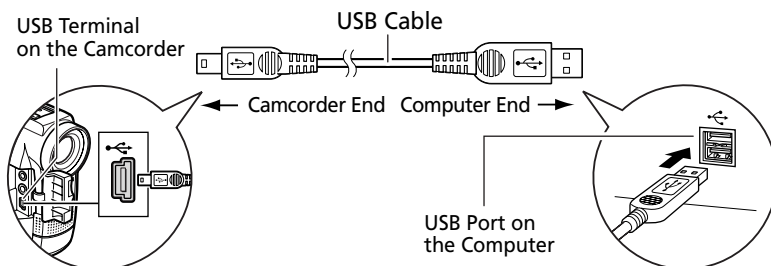 USB Terminal
on the Camcorder
USB Cable
Camcorder End
Computer End
USB Port on
the Computer